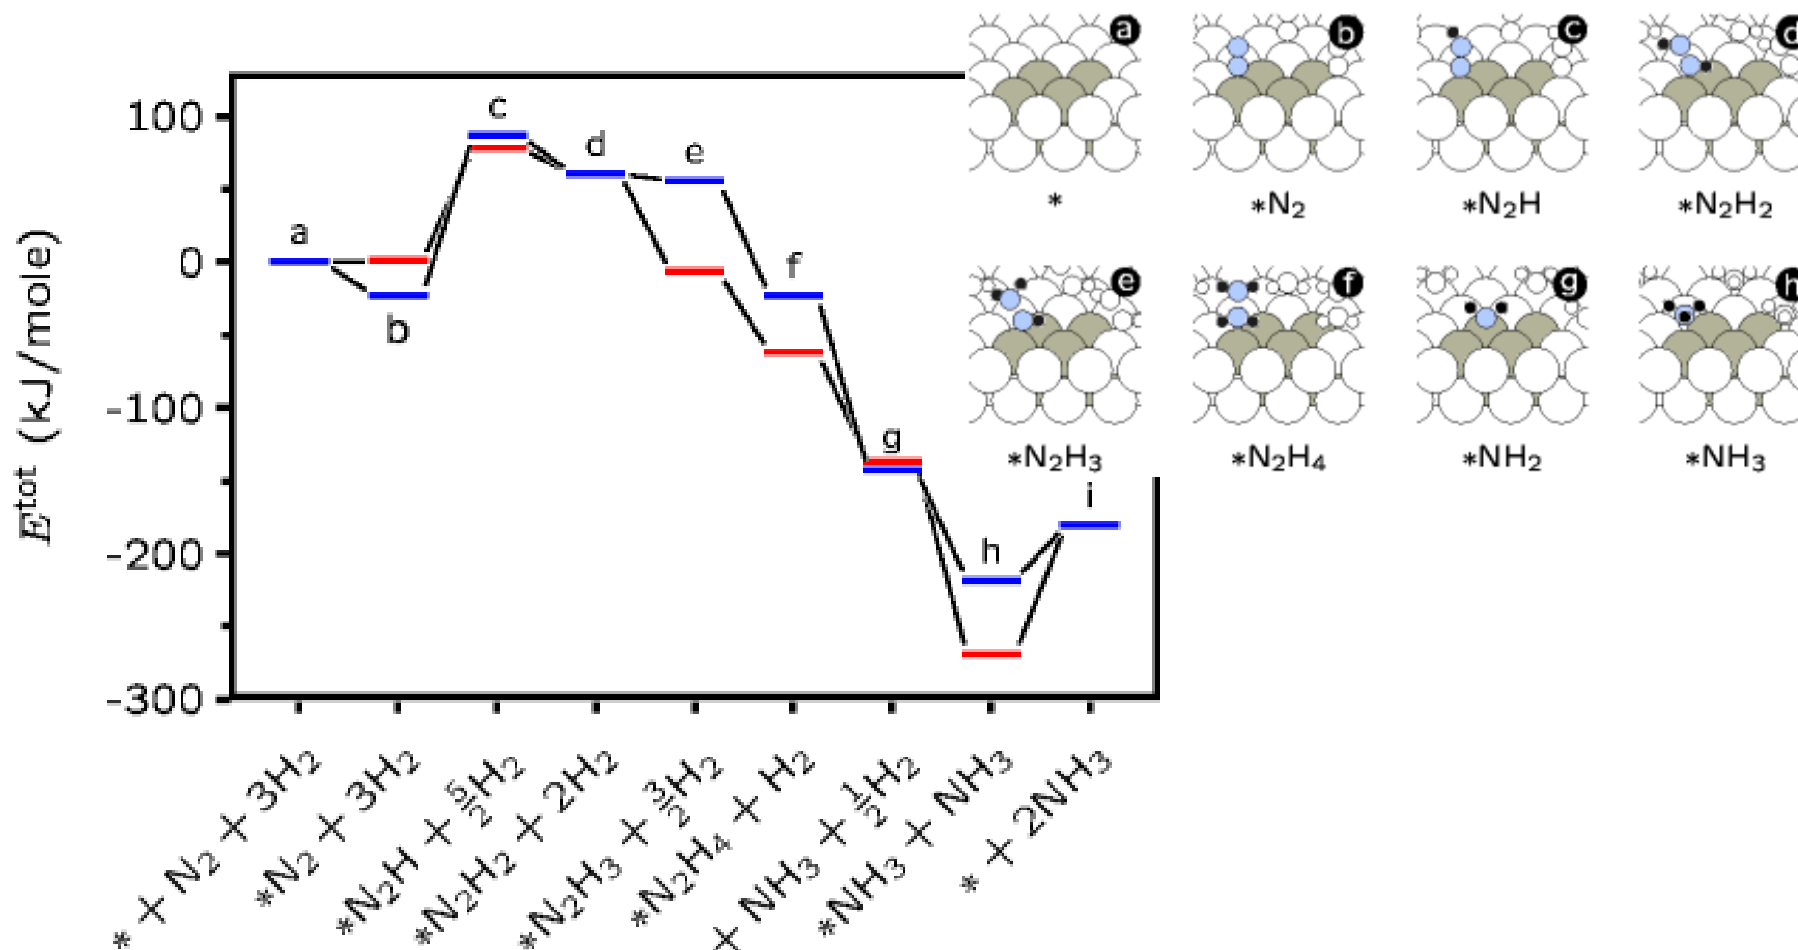 E^tot (kJ/mole)
100
0
-100
-200
-300
a
b
c
d
e
f
g
h
i
* + N₂ + 3H₂
*N₂ + 3H₂
*N₂H + 5/2H₂
*N₂H₂ + 2H₂
*N₂H₃ + 3/2H₂
*N₂H₄ + H₂
+ NH₃ + 1/2H₂
*NH₃ + NH₃
* + 2NH₃
a
b
c
d
*
*N₂
*N₂H
*N₂H₂
e
f
g
h
*N₂H₃
*N₂H₄
*NH₂
*NH₃